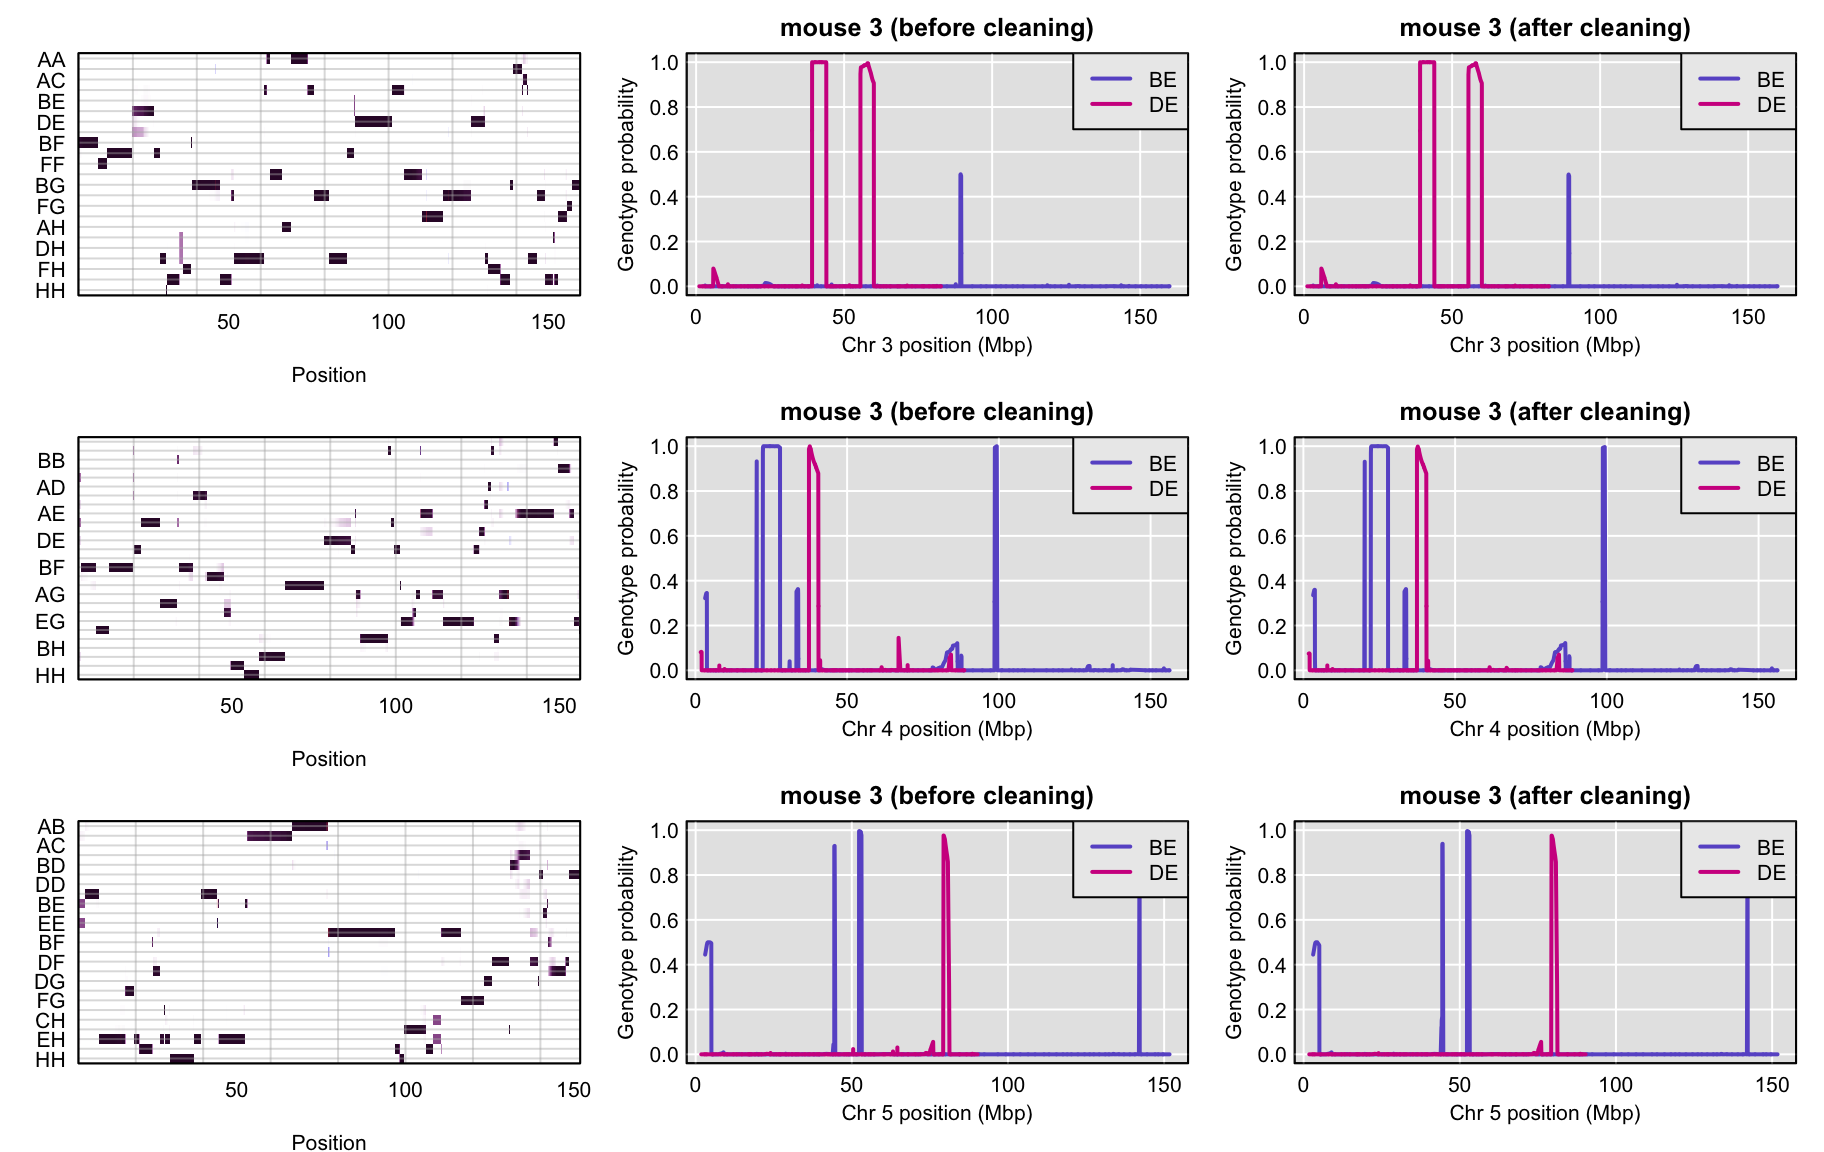 mouse 3 (before cleaning)
mouse 3 (after cleaning)
AA
AC
BE
DE
BF
FF
BG
FG
AH
DH
FH
HH
50
100
150
Position
Genotype probability
1.0
0.8
0.6
0.4
0.2
0.0
BE
DE
0
50
100
150
Chr 3 position (Mbp)
Genotype probability
1.0
0.8
0.6
0.4
0.2
0.0
BE
DE
0
50
100
150
Chr 3 position (Mbp)
mouse 3 (before cleaning)
mouse 3 (after cleaning)
BB
AD
AE
DE
BF
AG
EG
BH
HH
50
100
150
Position
Genotype probability
1.0
0.8
0.6
0.4
0.2
0.0
BE
DE
0
50
100
150
Chr 4 position (Mbp)
Genotype probability
1.0
0.8
0.6
0.4
0.2
0.0
BE
DE
0
50
100
150
Chr 4 position (Mbp)
mouse 3 (before cleaning)
mouse 3 (after cleaning)
AB
AC
BD
DD
BE
EE
BF
DF
DG
FG
CH
EH
HH
50
100
150
Position
Genotype probability
1.0
0.8
0.6
0.4
0.2
0.0
BE
DE
0
50
100
150
Chr 5 position (Mbp)
Genotype probability
1.0
0.8
0.6
0.4
0.2
0.0
BE
DE
0
50
100
150
Chr 5 position (Mbp)